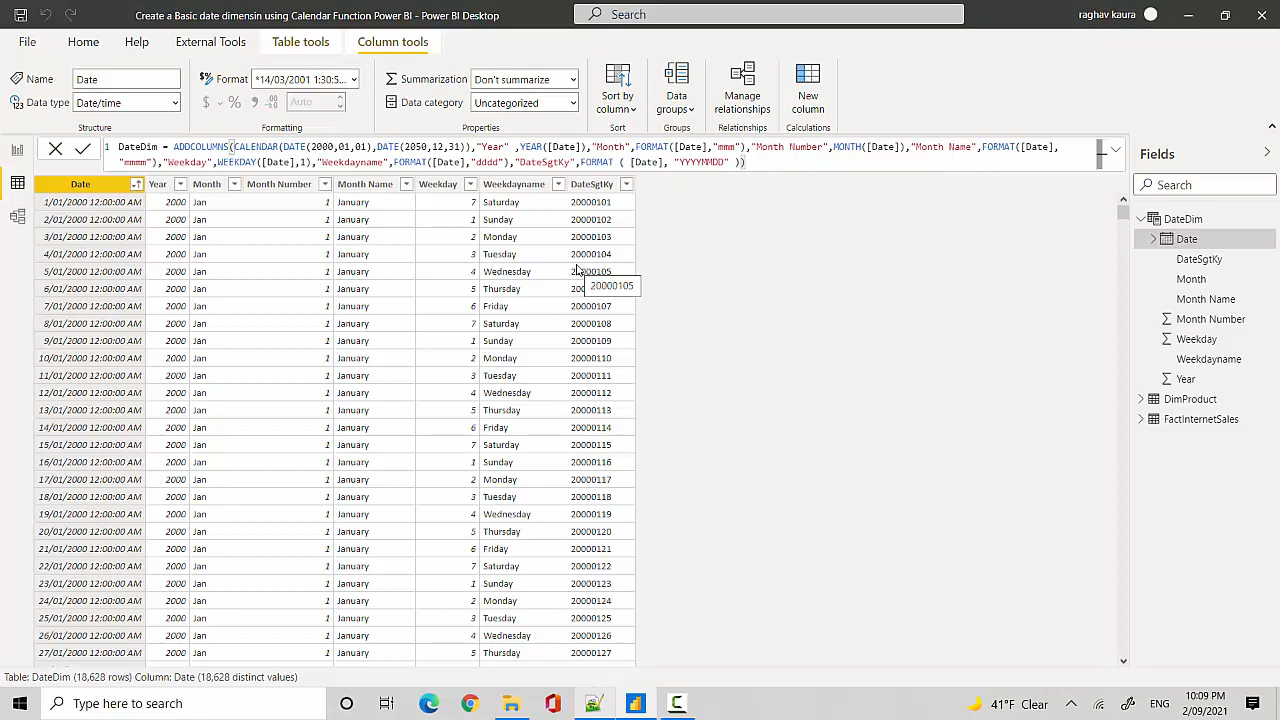 Create a Basic date dimensin using Calendar Function Power BI - Power BI Desktop
Search
raghav kaura
File
Home
Help
External Tools
Table tools
Column tools
Name
Date
Data type
Date/time
Structure
Format
*14/03/2001 1:30:5...
$
%
Auto
Formatting
Summarization
Don't summarize
Data category
Uncategorized
Properties
Sort by
column
Sort
Data
groups
Groups
Manage
relationships
Relationships
New
column
Calculations
1 DateDim = ADDCOLUMNS(CALENDAR(DATE(2000,01,01),DATE(2050,12,31)),"Year" ,YEAR([Date]),"Month",FORMAT([Date],"mmm"),"Month Number",MONTH([Date]),"Month Name",FORMAT([Date],
"mmmm"),"Weekday",WEEKDAY([Date],1),"Weekdayname",FORMAT([Date],"dddd"),"DateSgtKy",FORMAT ( [Date], "YYYYMMDD" ))
Date Year Month Month Number Month Name Weekday Weekdayname DateSgtKy
1/01/2000 12:00:00 AM 2000 Jan 1 January 7 Saturday 20000101
2/01/2000 12:00:00 AM 2000 Jan 1 January 1 Sunday 20000102
3/01/2000 12:00:00 AM 2000 Jan 1 January 2 Monday 20000103
4/01/2000 12:00:00 AM 2000 Jan 1 January 3 Tuesday 20000104
5/01/2000 12:00:00 AM 2000 Jan 1 January 4 Wednesday 20000105
6/01/2000 12:00:00 AM 2000 Jan 1 January 5 Thursday
20000105
7/01/2000 12:00:00 AM 2000 Jan 1 January 6 Friday 20000107
8/01/2000 12:00:00 AM 2000 Jan 1 January 7 Saturday 20000108
9/01/2000 12:00:00 AM 2000 Jan 1 January 1 Sunday 20000109
10/01/2000 12:00:00 AM 2000 Jan 1 January 2 Monday 20000110
11/01/2000 12:00:00 AM 2000 Jan 1 January 3 Tuesday 20000111
12/01/2000 12:00:00 AM 2000 Jan 1 January 4 Wednesday 20000112
13/01/2000 12:00:00 AM 2000 Jan 1 January 5 Thursday 20000113
14/01/2000 12:00:00 AM 2000 Jan 1 January 6 Friday 20000114
15/01/2000 12:00:00 AM 2000 Jan 1 January 7 Saturday 20000115
16/01/2000 12:00:00 AM 2000 Jan 1 January 1 Sunday 20000116
17/01/2000 12:00:00 AM 2000 Jan 1 January 2 Monday 20000117
18/01/2000 12:00:00 AM 2000 Jan 1 January 3 Tuesday 20000118
19/01/2000 12:00:00 AM 2000 Jan 1 January 4 Wednesday 20000119
20/01/2000 12:00:00 AM 2000 Jan 1 January 5 Thursday 20000120
21/01/2000 12:00:00 AM 2000 Jan 1 January 6 Friday 20000121
22/01/2000 12:00:00 AM 2000 Jan 1 January 7 Saturday 20000122
23/01/2000 12:00:00 AM 2000 Jan 1 January 1 Sunday 20000123
24/01/2000 12:00:00 AM 2000 Jan 1 January 2 Monday 20000124
25/01/2000 12:00:00 AM 2000 Jan 1 January 3 Tuesday 20000125
26/01/2000 12:00:00 AM 2000 Jan 1 January 4 Wednesday 20000126
27/01/2000 12:00:00 AM 2000 Jan 1 January 5 Thursday 20000127
Fields
Search
DateDim
Date
DateSgtKy
Month
Month Name
Month Number
Weekday
Weekdayname
Year
DimProduct
FactInternetSales
Table: DateDim (18,628 rows) Column: Date (18,628 distinct values)
Type here to search
41°F Clear
ENG
10:09 PM
2/09/2021